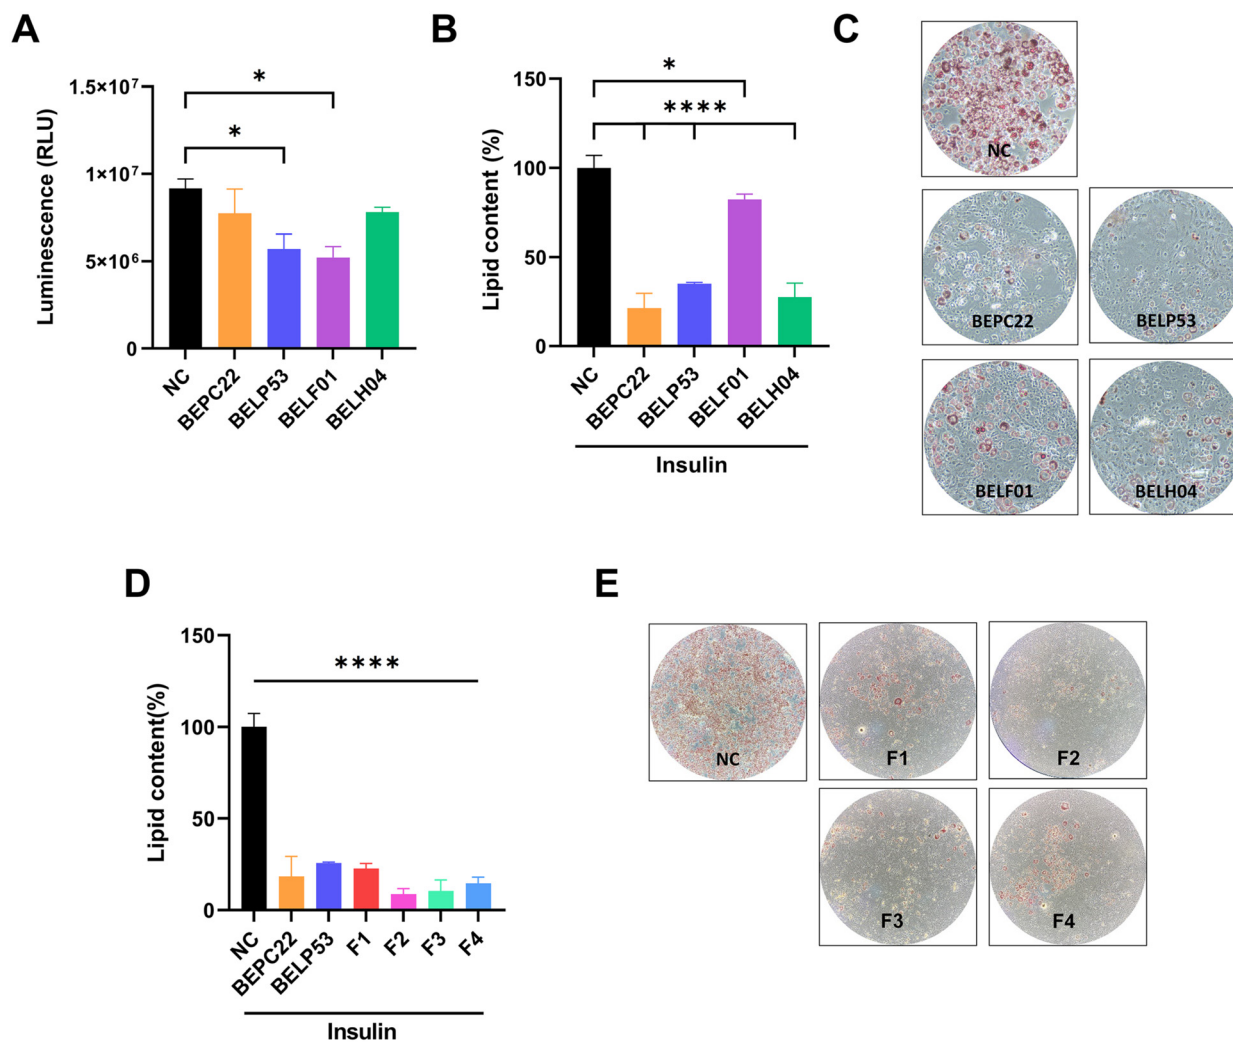 A
Luminescence (RLU)
1.5×10⁷
1×10⁷
5×10⁶
0
*
*
NC
BEPC22
BELP53
BELF01
BELH04
B
Lipid content (%)
150
100
50
0
*
****
NC
BEPC22
BELP53
BELF01
BELH04
Insulin
C
NC
BEPC22
BELP53
BELF01
BELH04
D
Lipid content(%)
150
100
50
0
****
NC
BEPC22
BELP53
F1
F2
F3
F4
Insulin
E
NC
F1
F2
F3
F4